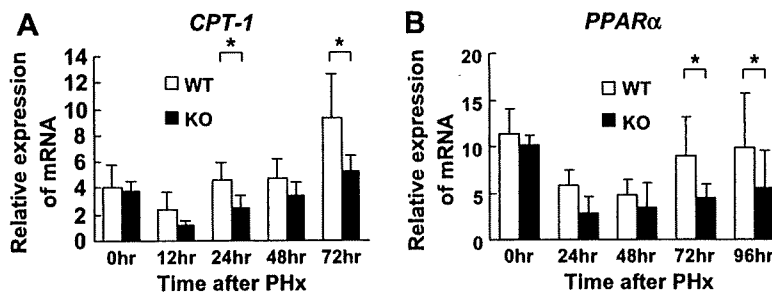 A
CPT-1
Relative expression
of mRNA
14
12
10
8
6
4
2
0
WT
KO
*
*
0hr
12hr
24hr
48hr
72hr
Time after PHx
B
PPARα
Relative expression
of mRNA
20
15
10
5
0
WT
KO
*
*
0hr
24hr
48hr
72hr
96hr
Time after PHx